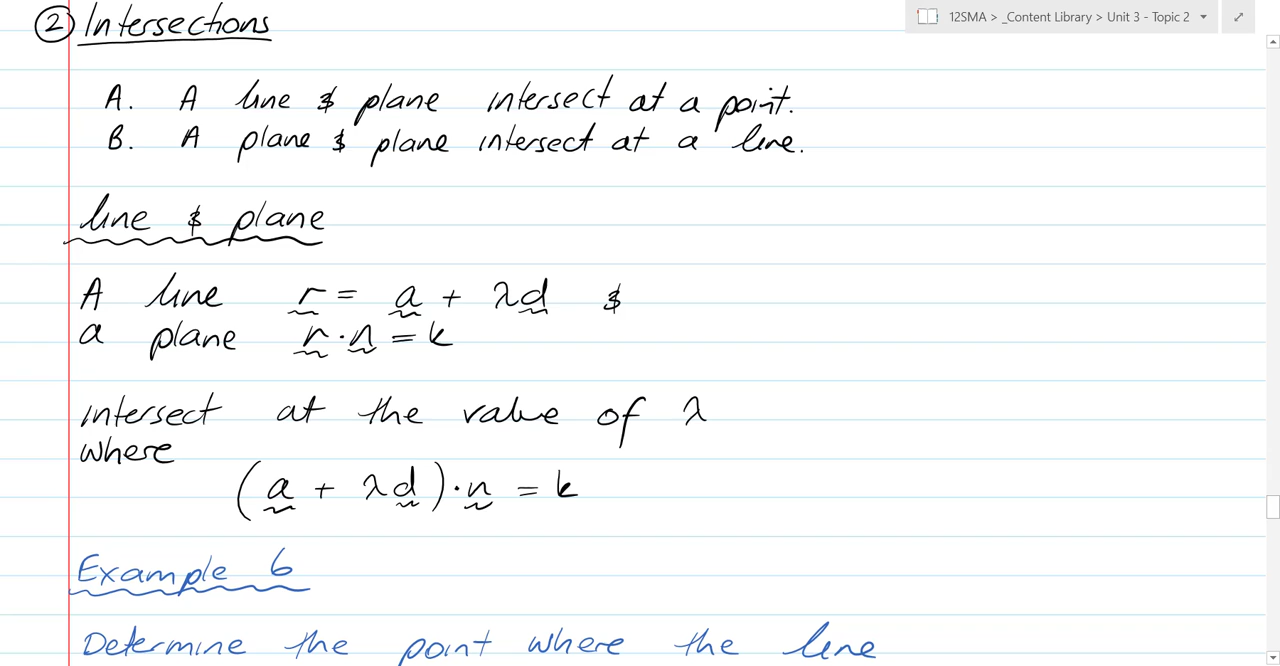 ② Intersections
12SMA > _Content Library > Unit 3 - Topic 2
A. A line & plane intersect at a point.
B. A plane & plane intersect at a line.
line & plane
A line r = a + λd &
a plane r · n = k
intersect at the value of λ
where
(a + λd) · n = k
Example 6
Determine the point where the line